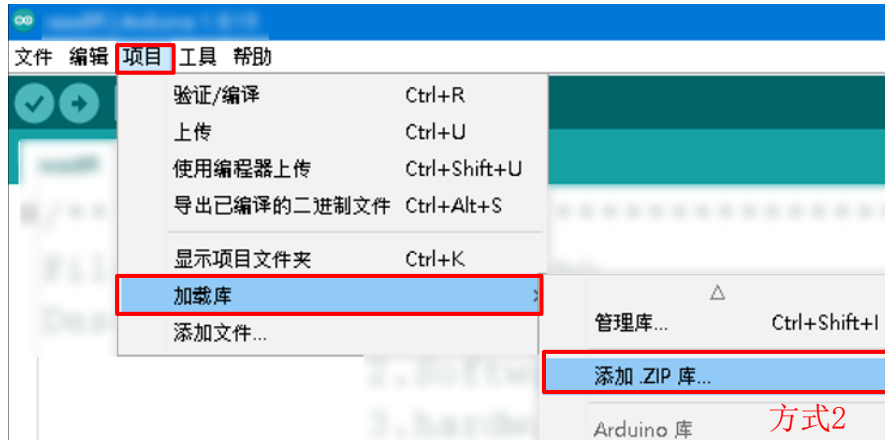 文件 编辑 项目 工具 帮助
验证/编译 Ctrl+R
上传 Ctrl+U
使用编程器上传 Ctrl+Shift+U
导出已编译的二进制文件 Ctrl+Alt+S
显示项目文件夹 Ctrl+K
加载库
添加文件...
管理库... Ctrl+Shift+I
添加 .ZIP 库...
Arduino 库
方式2